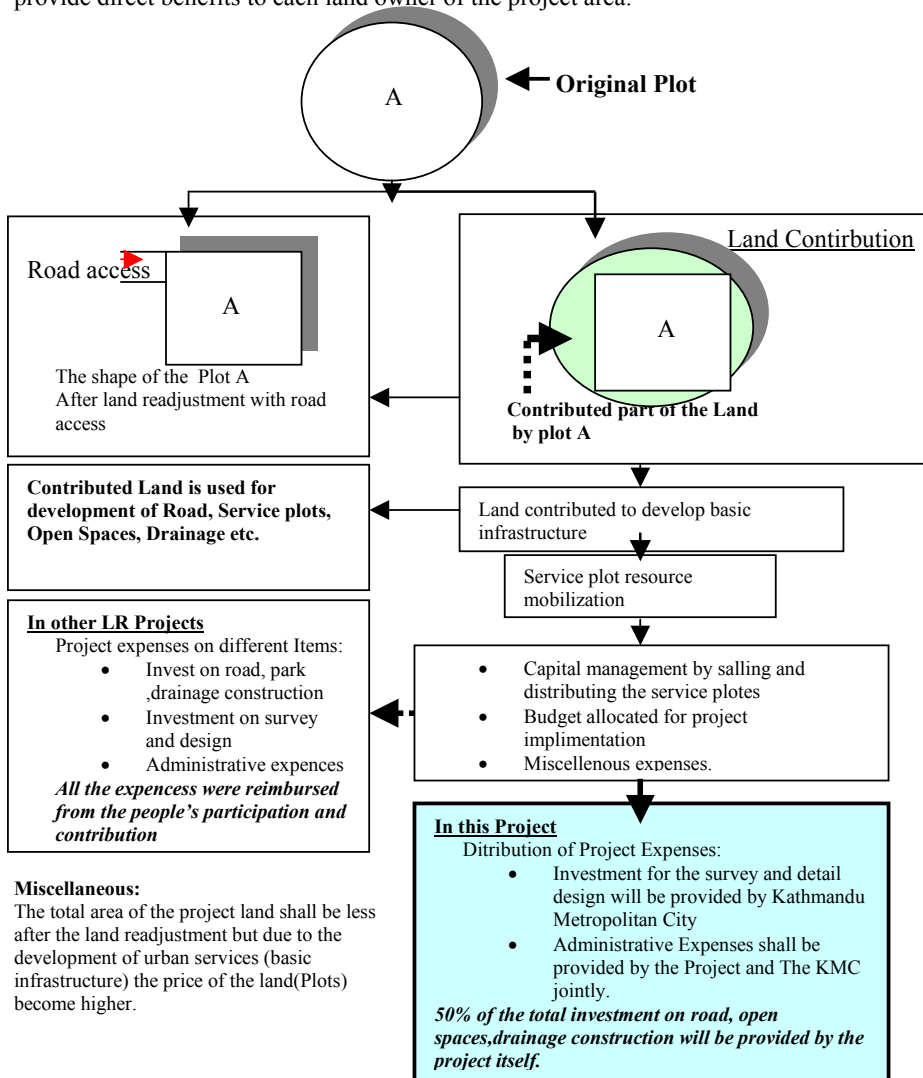 provide direct benefits to each land owner of the project area.
A
Original Plot
Road access
A
The shape of the Plot A
After land readjustment with road
access
Land Contirbution
A
Contributed part of the Land
by plot A
Contributed Land is used for
development of Road, Service plots,
Open Spaces, Drainage etc.
Land contributed to develop basic
infrastructure
Service plot resource
mobilization
In other LR Projects
Project expenses on different Items:
• Invest on road, park
,drainage construction
• Investment on survey
and design
• Administrative expences
All the expencess were reimbursed
from the people's participation and
contribution
• Capital management by salling and
distributing the service plotes
• Budget allocated for project
implimentation
• Miscellenous expenses.
In this Project
Ditribution of Project Expenses:
• Investment for the survey and detail
design will be provided by Kathmandu
Metropolitan City
• Administrative Expenses shall be
provided by the Project and The KMC
jointly.
50% of the total investment on road, open
spaces,drainage construction will be provided by the
project itself.
Miscellaneous:
The total area of the project land shall be less
after the land readjustment but due to the
development of urban services (basic
infrastructure) the price of the land(Plots)
become higher.